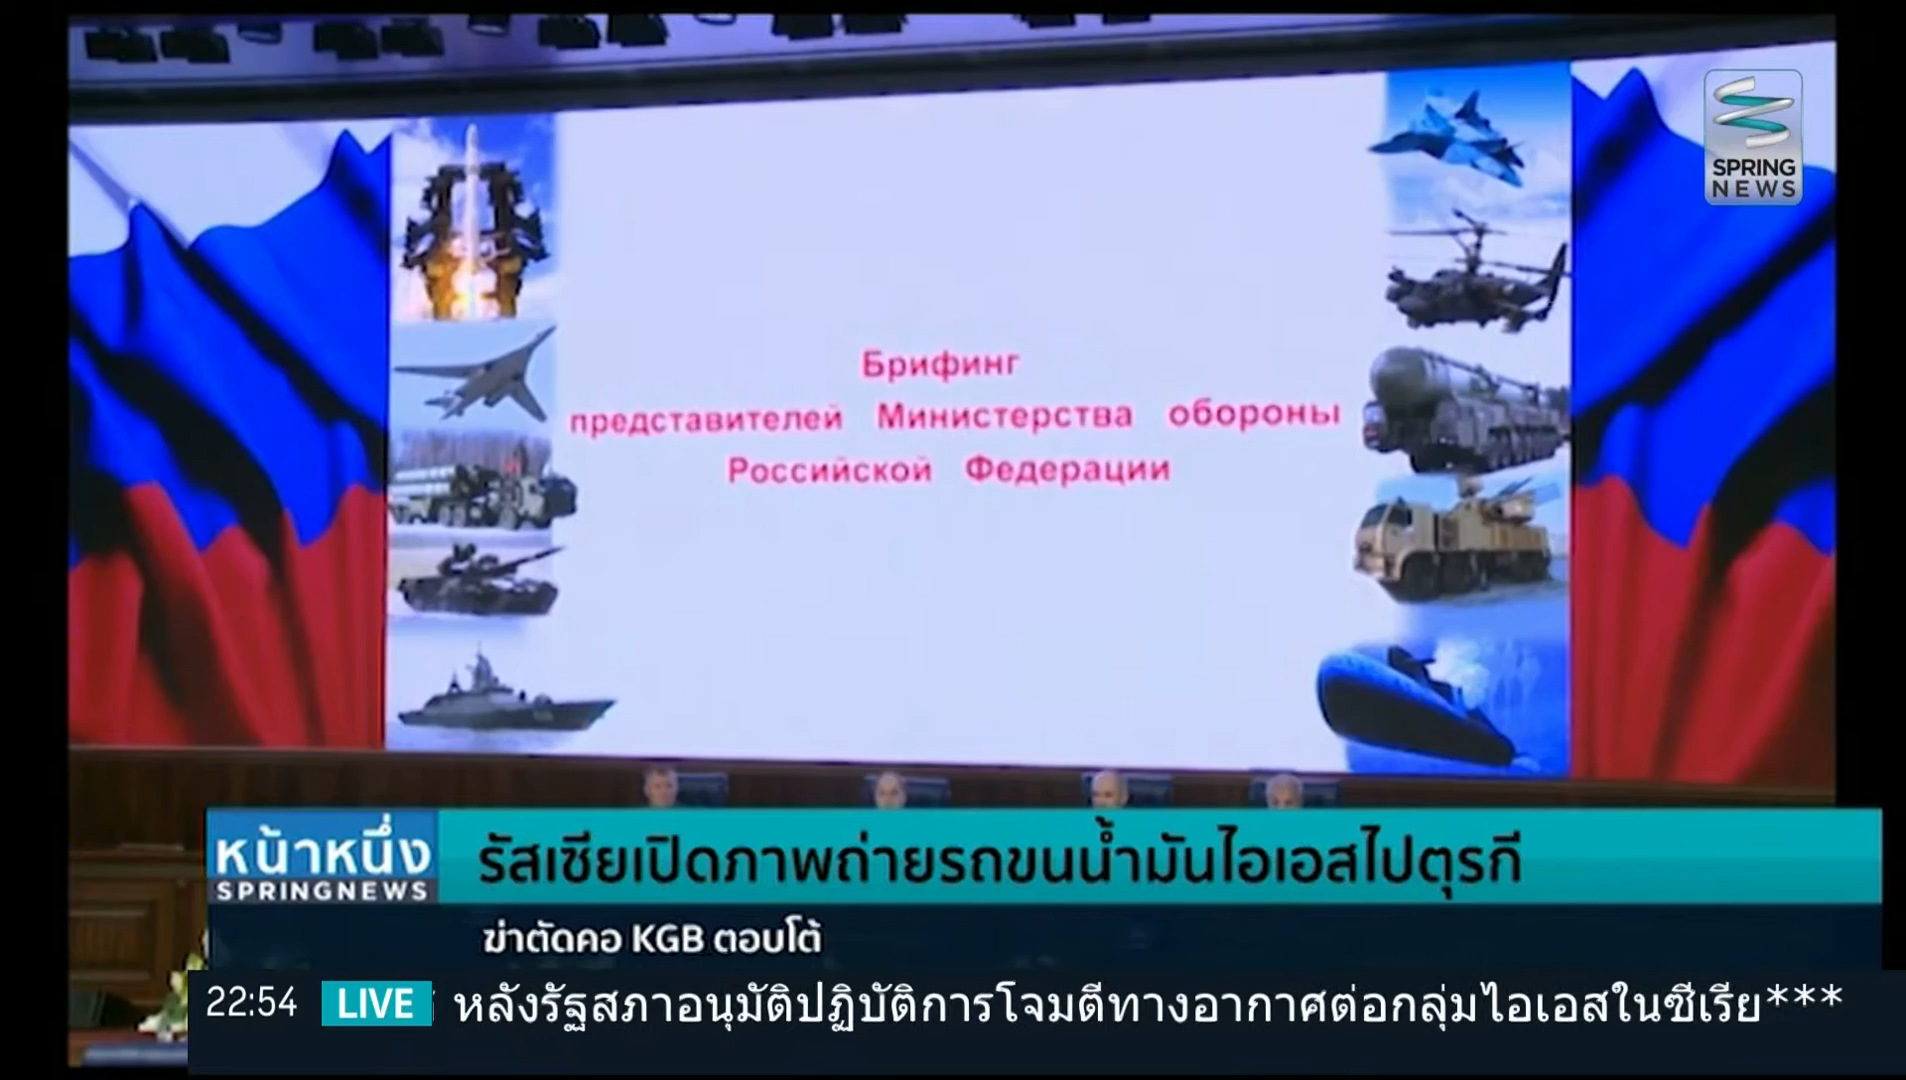 SPRING
NEWS
Брифинг
представителей Министерства обороны
Российской Федерации
หน้าหนึ่ง
SPRINGNEWS
รัสเซียเปิดภาพถ่ายรถขนน้ำมันไอเอสไปตุรกี
ฆ่าตัดคอ KGB ตอบโต้
22:54 LIVE หลังรัฐสภาอนุมัติปฏิบัติการโจมตีทางอากาศต่อกลุ่มไอเอสในซีเรีย***